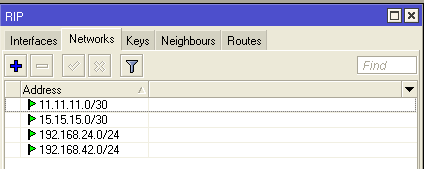 RIP
Interfaces Networks Keys Neighbours Routes
Find
Address
11.11.11.0/30
15.15.15.0/30
192.168.24.0/24
192.168.42.0/24